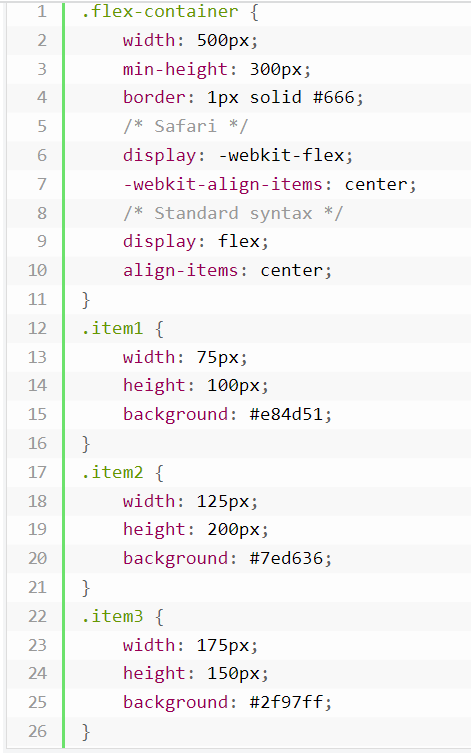 1 .flex-container {
2     width: 500px;
3     min-height: 300px;
4     border: 1px solid #666;
5     /* Safari */
6     display: -webkit-flex;
7     -webkit-align-items: center;
8     /* Standard syntax */
9     display: flex;
10     align-items: center;
11 }
12 .item1 {
13     width: 75px;
14     height: 100px;
15     background: #e84d51;
16 }
17 .item2 {
18     width: 125px;
19     height: 200px;
20     background: #7ed636;
21 }
22 .item3 {
23     width: 175px;
24     height: 150px;
25     background: #2f97ff;
26 }